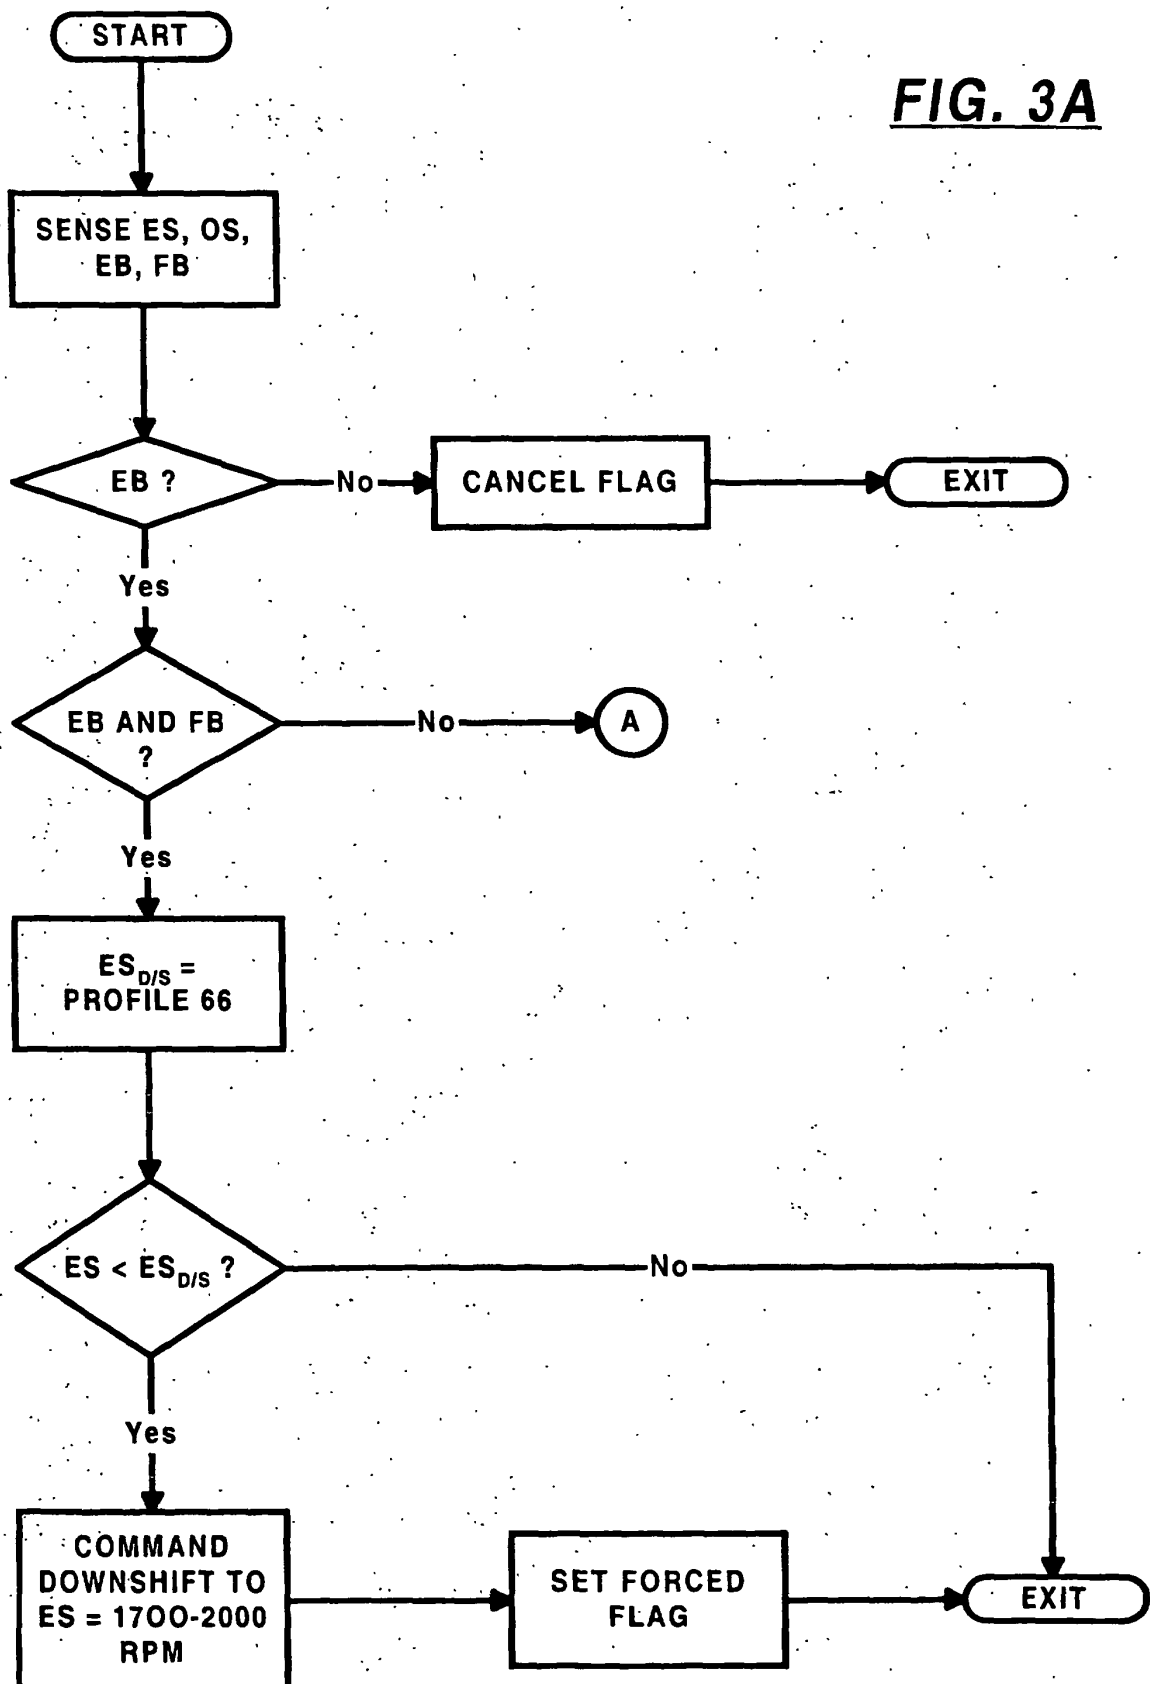 START
FIG. 3A
SENSE ES, OS,
EB, FB
EB ?
No
CANCEL FLAG
EXIT
Yes
EB AND FB
?
No
A
Yes
ES D/S =
PROFILE 66
ES < ES D/S ?
No
Yes
COMMAND
DOWNSHIFT TO
ES = 1700-2000
RPM
SET FORCED
FLAG
EXIT